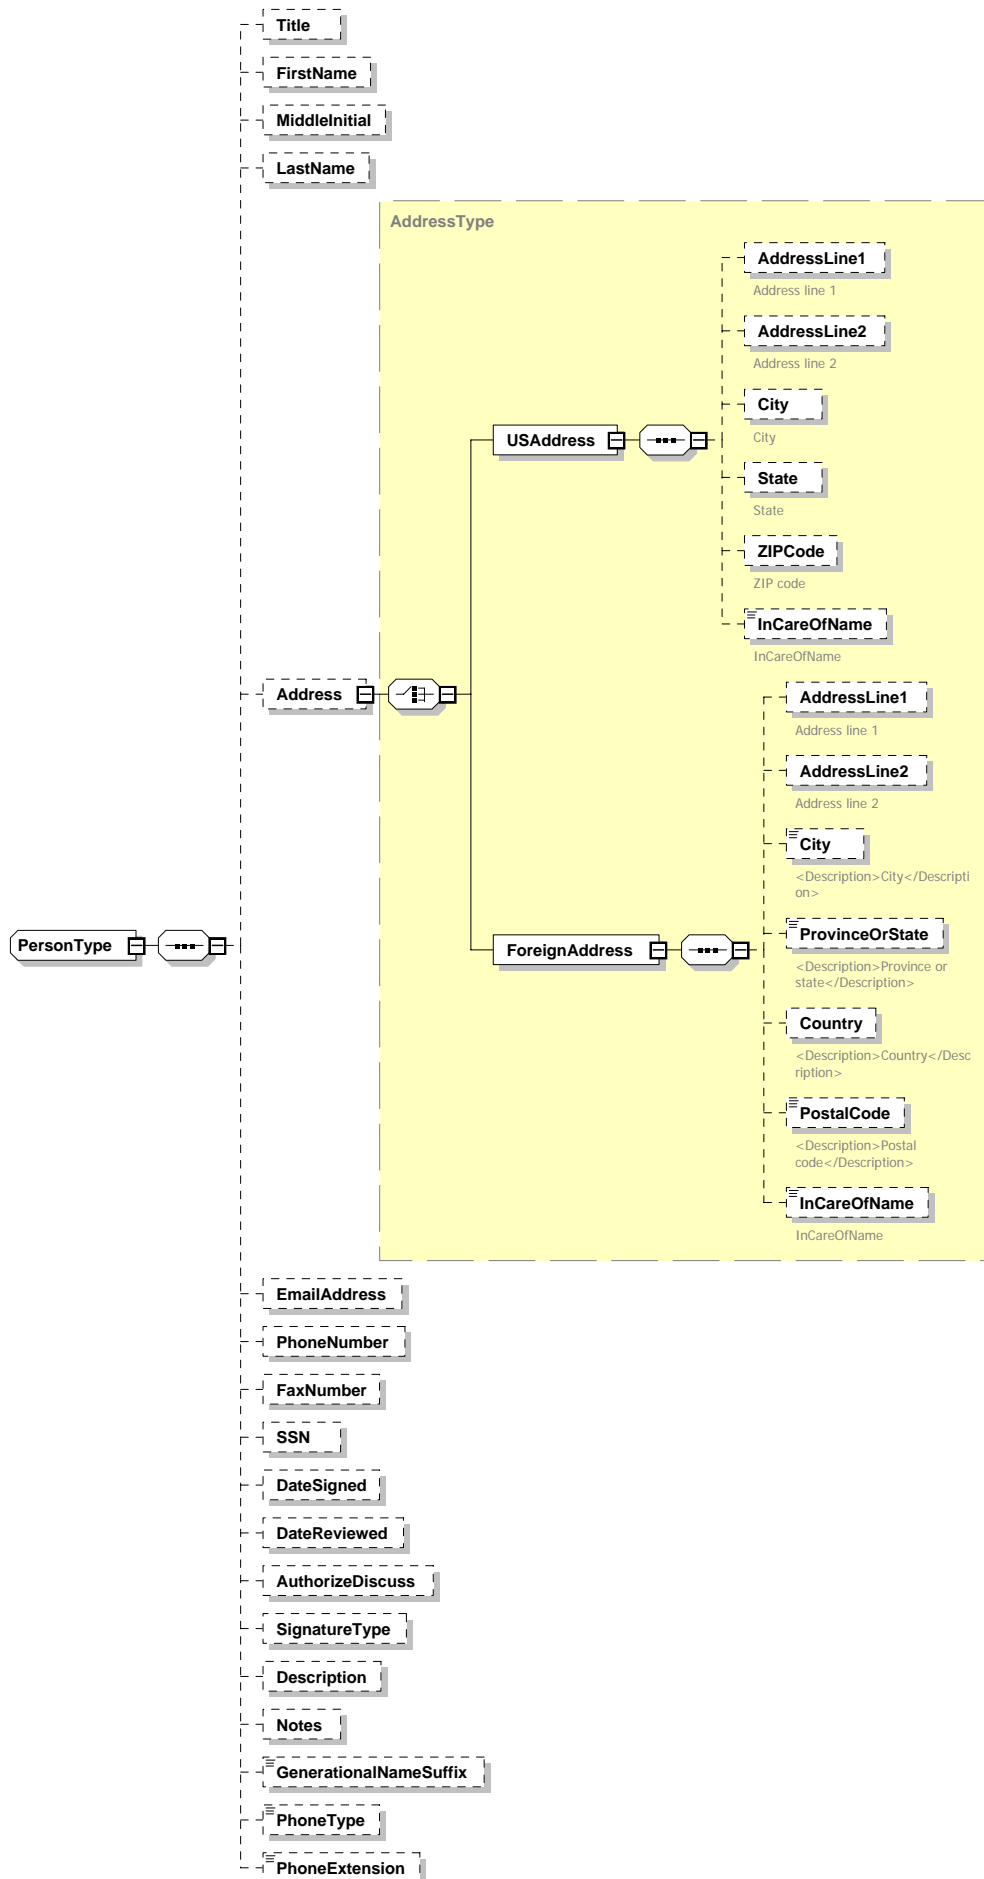 Title
FirstName
MiddleInitial
LastName
AddressType
AddressLine1
Address line 1
AddressLine2
Address line 2
City
City
USAddress
State
State
ZIPCode
ZIP code
InCareOfName
InCareOfName
Address
AddressLine1
Address line 1
AddressLine2
Address line 2
City
<Description>City</Descripti
on>
PersonType
ForeignAddress
ProvinceOrState
<Description>Province or
state</Description>
Country
<Description>Country</Desc
ription>
PostalCode
<Description>Postal
code</Description>
InCareOfName
InCareOfName
EmailAddress
PhoneNumber
FaxNumber
SSN
DateSigned
DateReviewed
AuthorizeDiscuss
SignatureType
Description
Notes
GenerationalNameSuffix
PhoneType
PhoneExtension